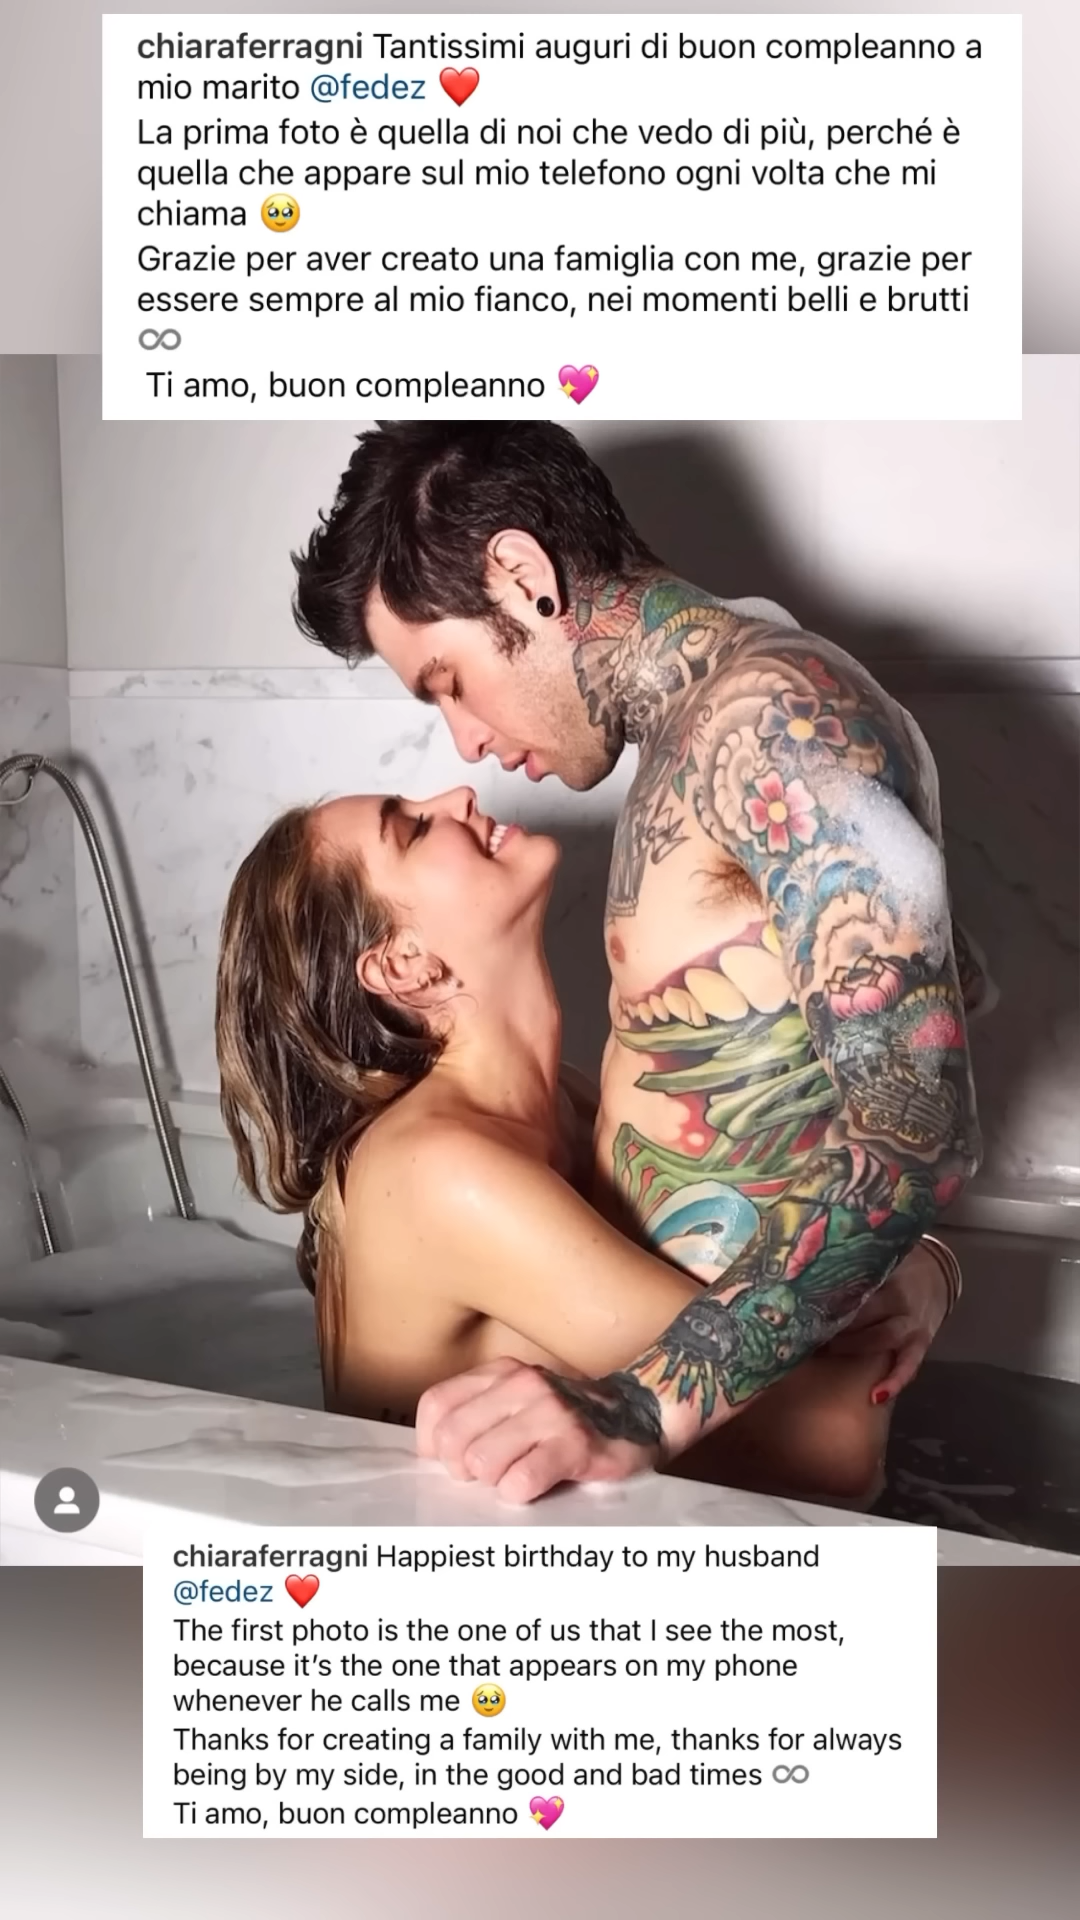 chiaraferragni Tantissimi auguri di buon compleanno a
mio marito @fedez ❤️
La prima foto è quella di noi che vedo di più, perché è
quella che appare sul mio telefono ogni volta che mi
chiama 🥹
Grazie per aver creato una famiglia con me, grazie per
essere sempre al mio fianco, nei momenti belli e brutti
♾
Ti amo, buon compleanno 💖
chiaraferragni Happiest birthday to my husband
@fedez ❤️
The first photo is the one of us that I see the most,
because it’s the one that appears on my phone
whenever he calls me 🥹
Thanks for creating a family with me, thanks for always
being by my side, in the good and bad times ♾
Ti amo, buon compleanno 💖